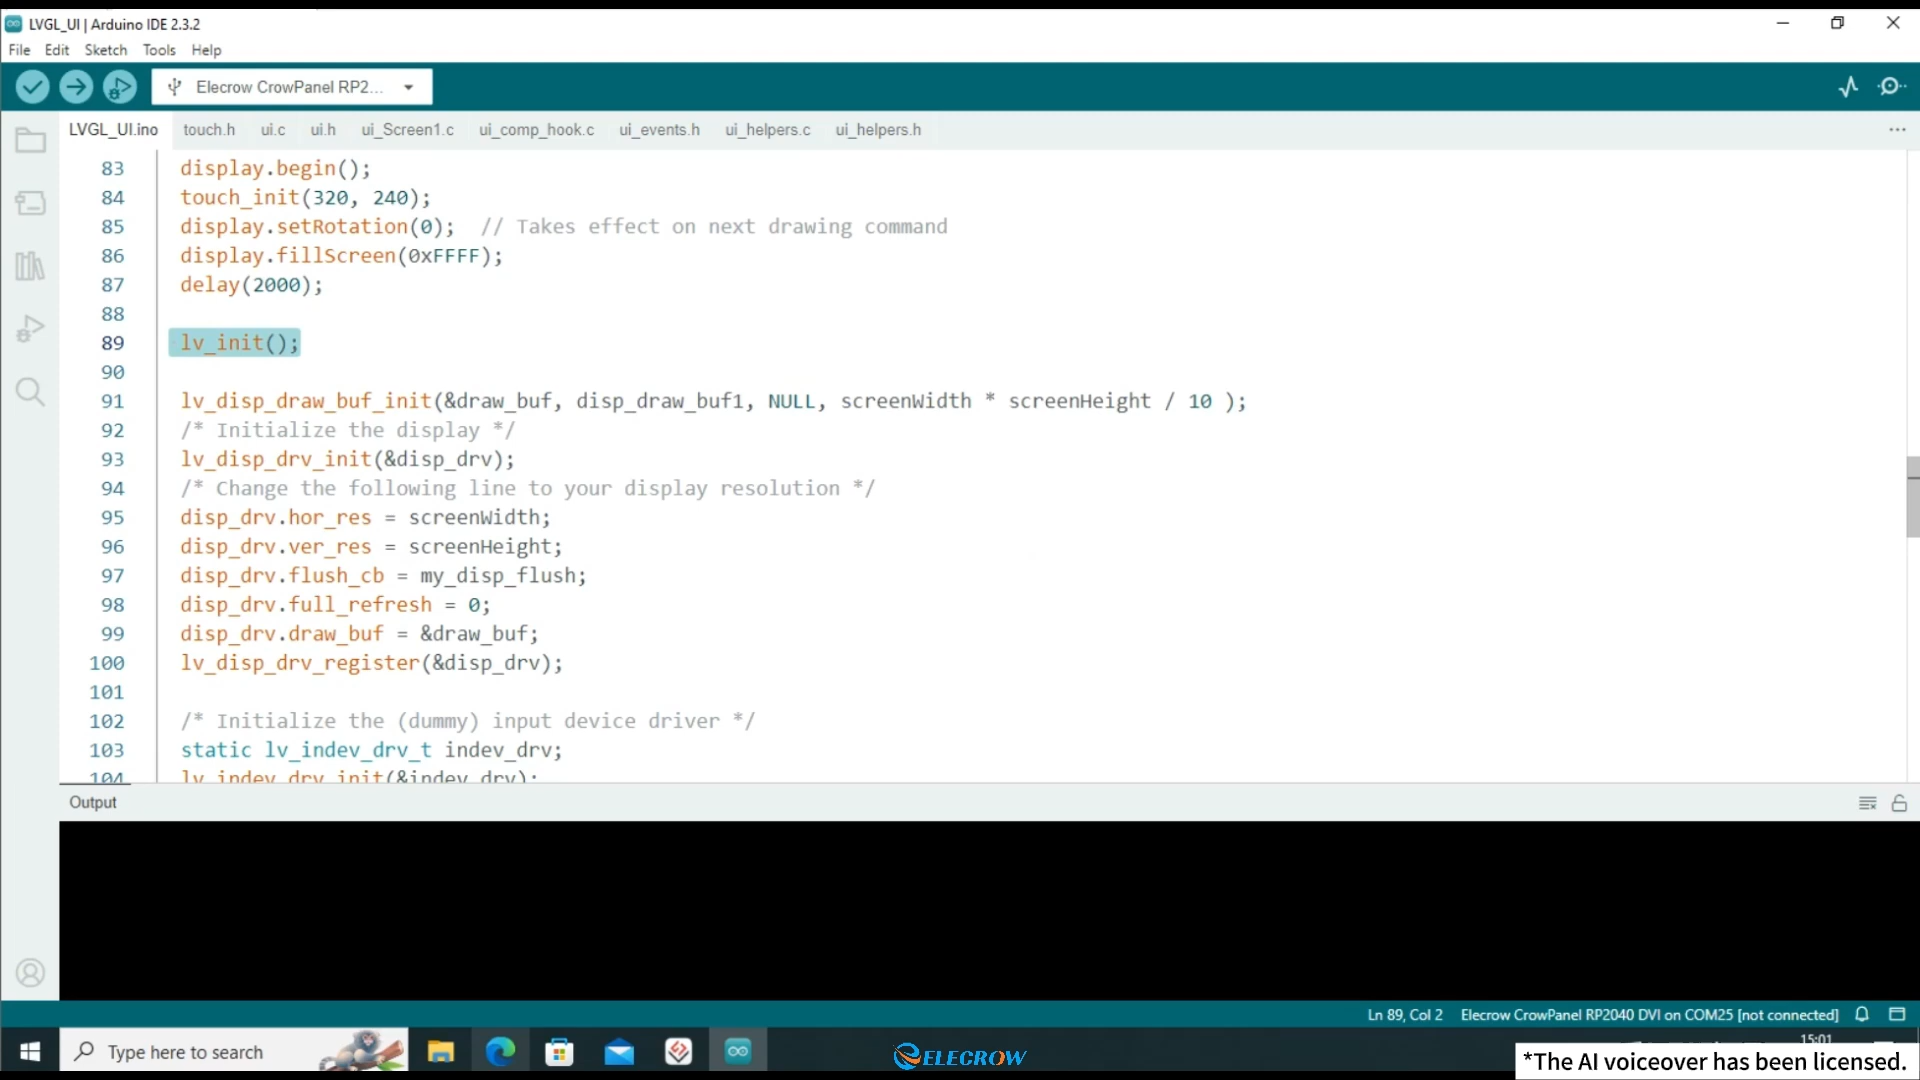 LVGL_UI | Arduino IDE 2.3.2
File Edit Sketch Tools Help
Elecrow CrowPanel RP2...
LVGL_UI.ino touch.h ui.c ui.h ui_Screen1.c ui_comp_hook.c ui_events.h ui_helpers.c ui_helpers.h
83 display.begin();
84 touch_init(320, 240);
85 display.setRotation(0); // Takes effect on next drawing command
86 display.fillScreen(0xFFFF);
87 delay(2000);
88
89 lv_init();
90
91 lv_disp_draw_buf_init(&draw_buf, disp_draw_buf1, NULL, screenWidth * screenHeight / 10 );
92 /* Initialize the display */
93 lv_disp_drv_init(&disp_drv);
94 /* Change the following line to your display resolution */
95 disp_drv.hor_res = screenWidth;
96 disp_drv.ver_res = screenHeight;
97 disp_drv.flush_cb = my_disp_flush;
98 disp_drv.full_refresh = 0;
99 disp_drv.draw_buf = &draw_buf;
100 lv_disp_drv_register(&disp_drv);
101
102 /* Initialize the (dummy) input device driver */
103 static lv_indev_drv_t indev_drv;
104 lv_indev_drv_init(&indev_drv);
Output
Ln 89, Col 2 Elecrow CrowPanel RP2040 DVI on COM25 [not connected]
Type here to search
ELECROW
15:01
*The AI voiceover has been licensed.